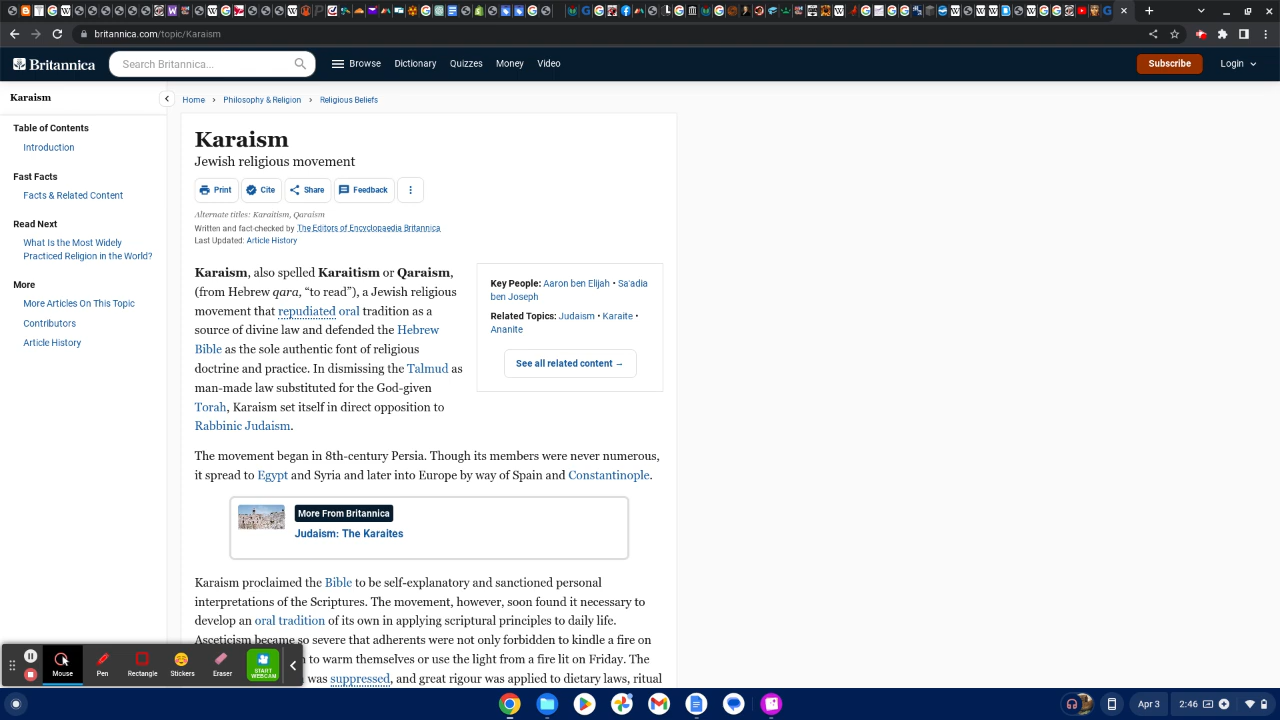 britannica.com/topic/Karaism
Britannica
Search Britannica...
Browse
Dictionary
Quizzes
Money
Video
Subscribe
Login
Karaism
Table of Contents
Introduction
Fast Facts
Facts & Related Content
Read Next
What Is the Most Widely
Practiced Religion in the World?
More
More Articles On This Topic
Contributors
Article History
Home > Philosophy & Religion > Religious Beliefs
Karaism
Jewish religious movement
Print
Cite
Share
Feedback
Alternate titles: Karaitism, Qaraism
Written and fact-checked by The Editors of Encyclopaedia Britannica
Last Updated: Article History
Karaism, also spelled Karaitism or Qaraism,
(from Hebrew qara, “to read”), a Jewish religious
movement that repudiated oral tradition as a
source of divine law and defended the Hebrew
Bible as the sole authentic font of religious
doctrine and practice. In dismissing the Talmud as
man-made law substituted for the God-given
Torah, Karaism set itself in direct opposition to
Rabbinic Judaism.
Key People: Aaron ben Elijah • Sa'adia
ben Joseph
Related Topics: Judaism • Karaite •
Ananite
See all related content →
The movement began in 8th-century Persia. Though its members were never numerous,
it spread to Egypt and Syria and later into Europe by way of Spain and Constantinople.
More From Britannica
Judaism: The Karaites
Karaism proclaimed the Bible to be self-explanatory and sanctioned personal
interpretations of the Scriptures. The movement, however, soon found it necessary to
develop an oral tradition of its own in applying scriptural principles to daily life.
Asceticism became so severe that adherents were not only forbidden to kindle a fire on
to warm themselves or use the light from a fire lit on Friday. The
was suppressed, and great rigour was applied to dietary laws, ritual
Mouse
Pen
Rectangle
Stickers
Eraser
START
WEBCAM
Apr 3
2:46